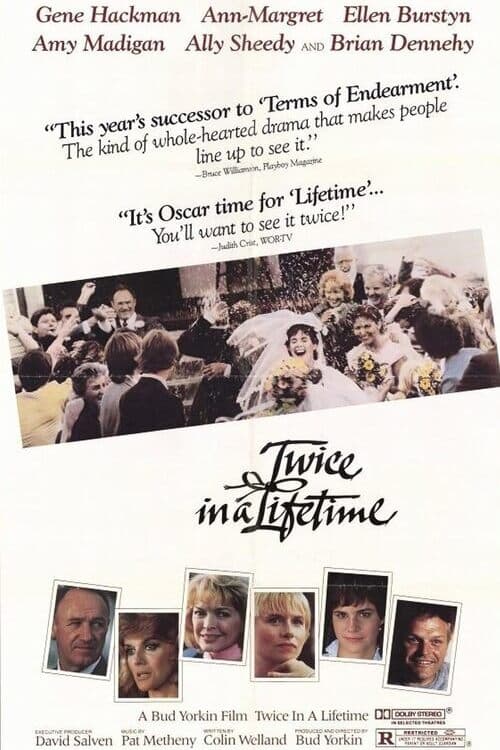 Gene Hackman Ann-Margret Ellen Burstyn
Amy Madigan Ally Sheedy AND Brian Dennehy
“This year's successor to ‘Terms of Endearment’.
The kind of whole-hearted drama that makes people
line up to see it.”
—Bruce Williamson, Playboy Magazine
“It's Oscar time for ‘Lifetime’...
You'll want to see it twice!”
—Judith Crist, WOR-TV
Twice
in a Lifetime
A Bud Yorkin Film Twice In A Lifetime
DOLBY STEREO
IN SELECTED THEATRES
EXECUTIVE PRODUCER David Salven MUSIC BY Pat Metheny WRITTEN BY Colin Welland PRODUCED AND DIRECTED BY Bud Yorkin
R RESTRICTED